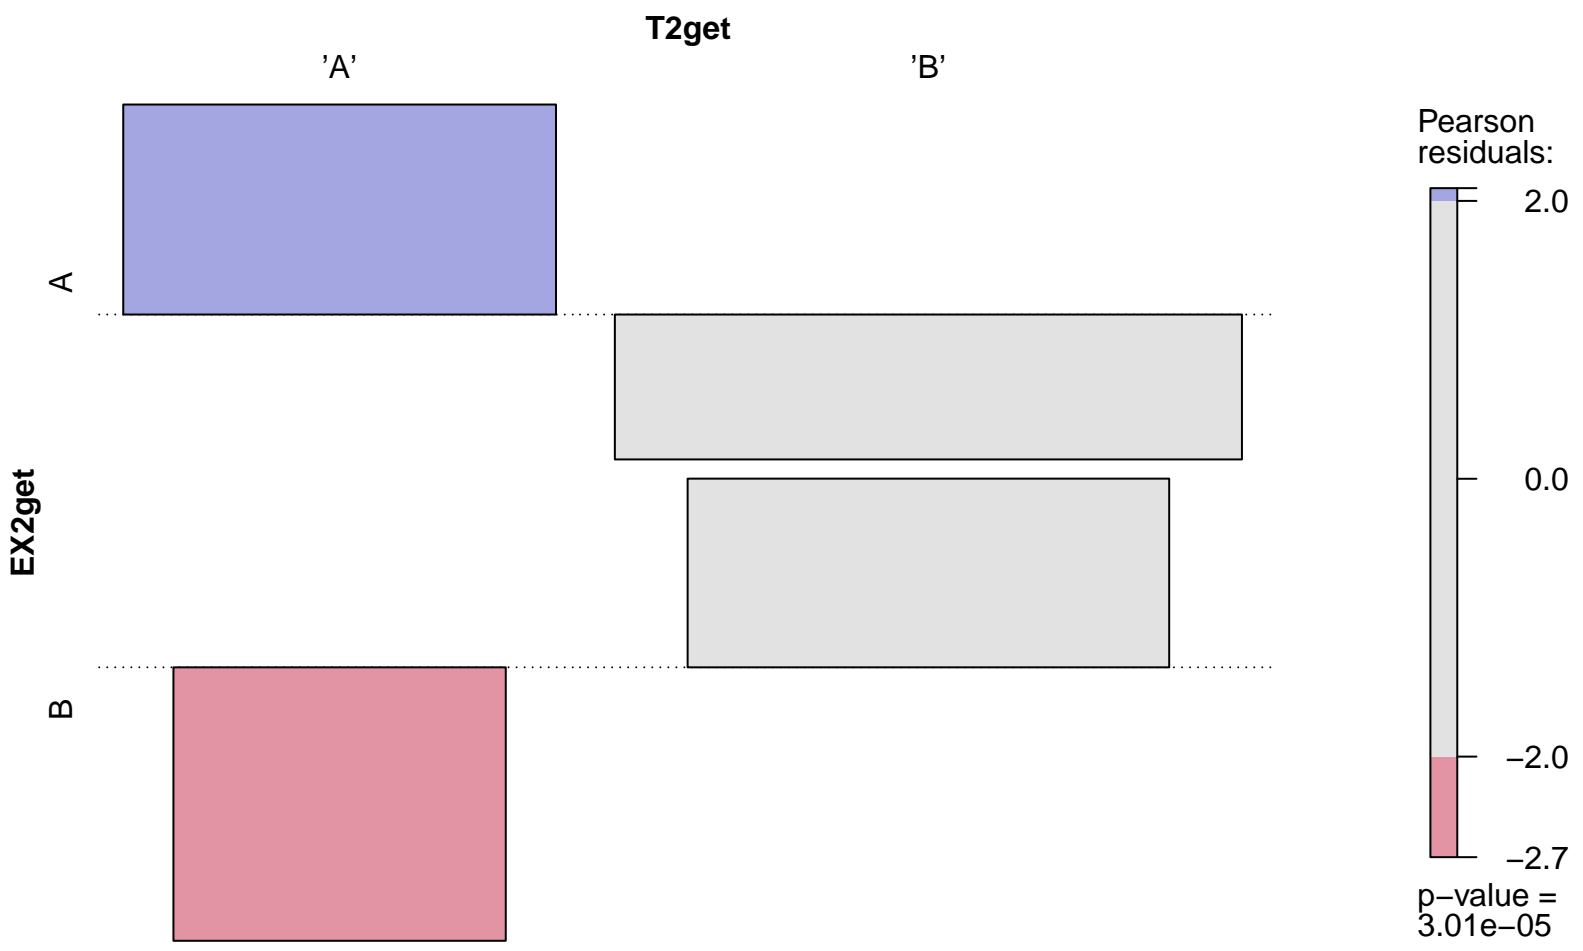 T2get
’A’ ’B’
EX2get
A
B
Pearson
residuals:
2.0
0.0
−2.0
−2.7
p−value =
3.01e−05